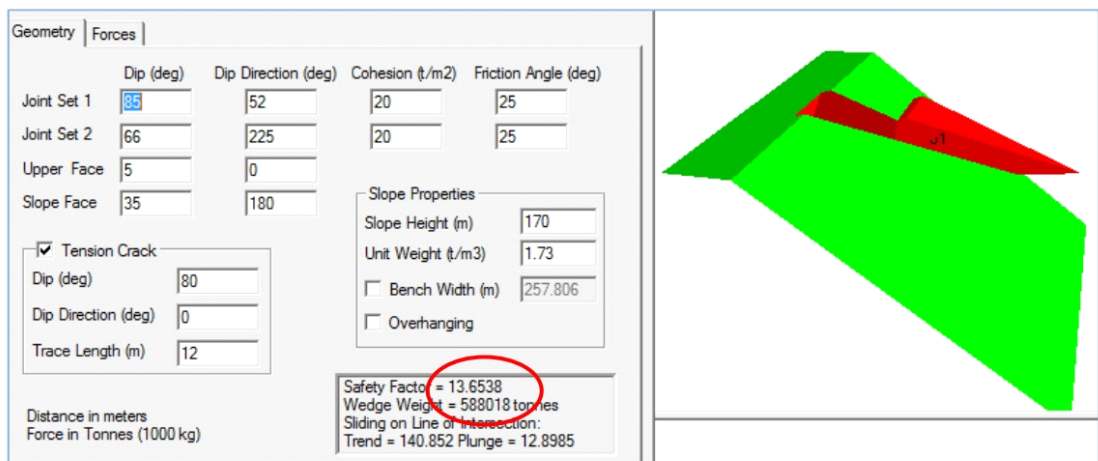 Geometry Forces
Dip (deg) Dip Direction (deg) Cohesion (t/m2) Friction Angle (deg)
Joint Set 1 85 52 20 25
Joint Set 2 66 225 20 25
Upper Face 5 0
Slope Face 35 180
Slope Properties
Slope Height (m) 170
Unit Weight (t/m3) 1.73
Bench Width (m) 257.806
Overhanging
Tension Crack
Dip (deg) 80
Dip Direction (deg) 0
Trace Length (m) 12
Safety Factor = 13.6538
Wedge Weight = 588018 tonnes
Sliding on Line of Intersection:
Trend = 140.852 Plunge = 12.8985
Distance in meters
Force in Tonnes (1000 kg)
J1